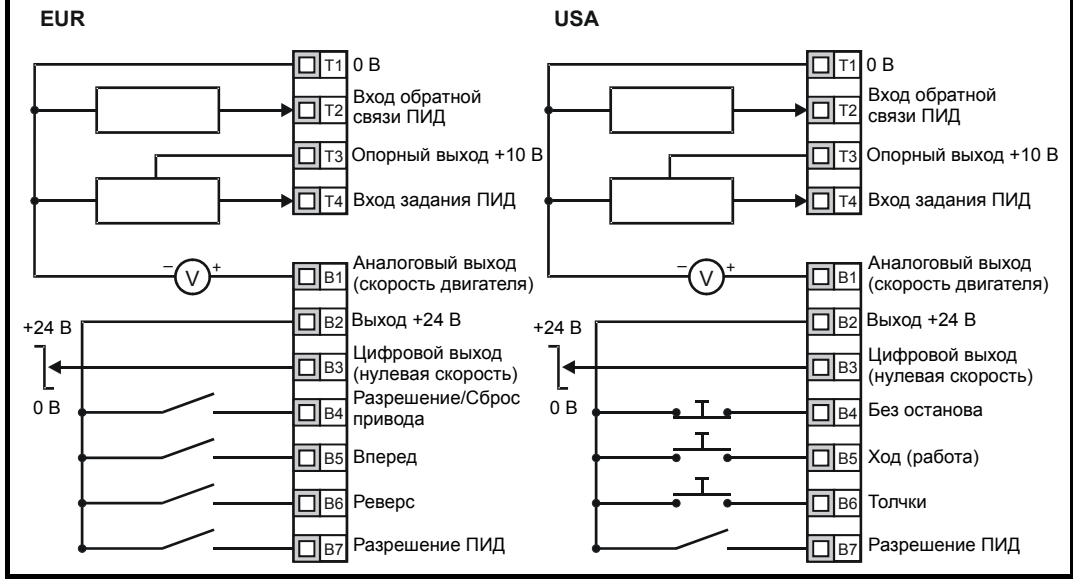 EUR
T1 0 В
T2 Вход обратной
связи ПИД
T3 Опорный выход +10 В
T4 Вход задания ПИД
– V +
B1 Аналоговый выход
(скорость двигателя)
+24 В
B2 Выход +24 В
B3 Цифровой выход
(нулевая скорость)
0 В
B4 Разрешение/Сброс
привода
B5 Вперед
B6 Реверс
B7 Разрешение ПИД
USA
T1 0 В
T2 Вход обратной
связи ПИД
T3 Опорный выход +10 В
T4 Вход задания ПИД
– V +
B1 Аналоговый выход
(скорость двигателя)
+24 В
B2 Выход +24 В
B3 Цифровой выход
(нулевая скорость)
0 В
B4 Без останова
B5 Ход (работа)
B6 Толчки
B7 Разрешение ПИД